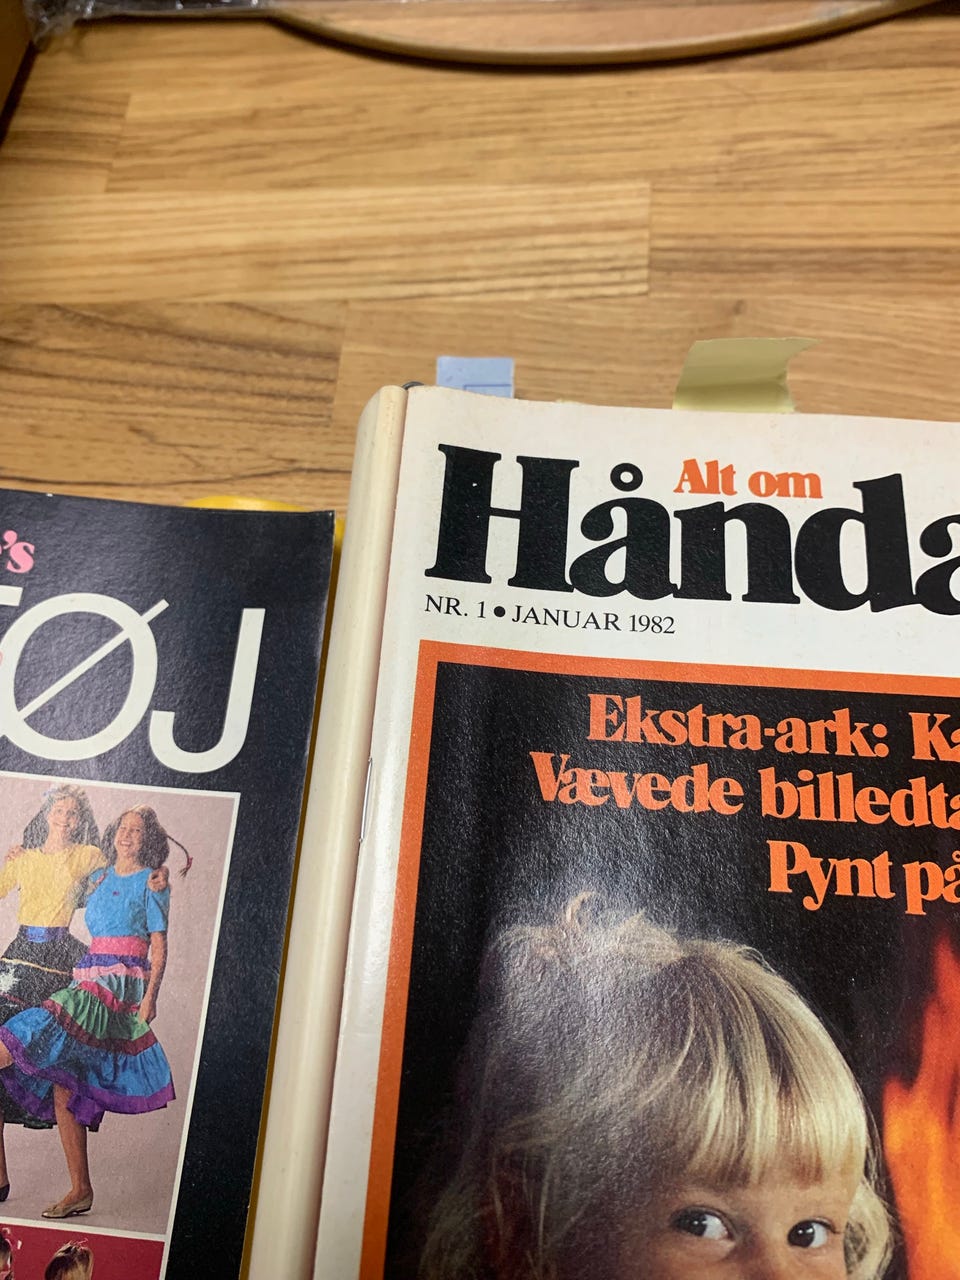 's
TØJ
Alt om
Hånda
NR. 1 • JANUAR 1982
Ekstra-ark: Ka
Vævede billedta
Pynt på